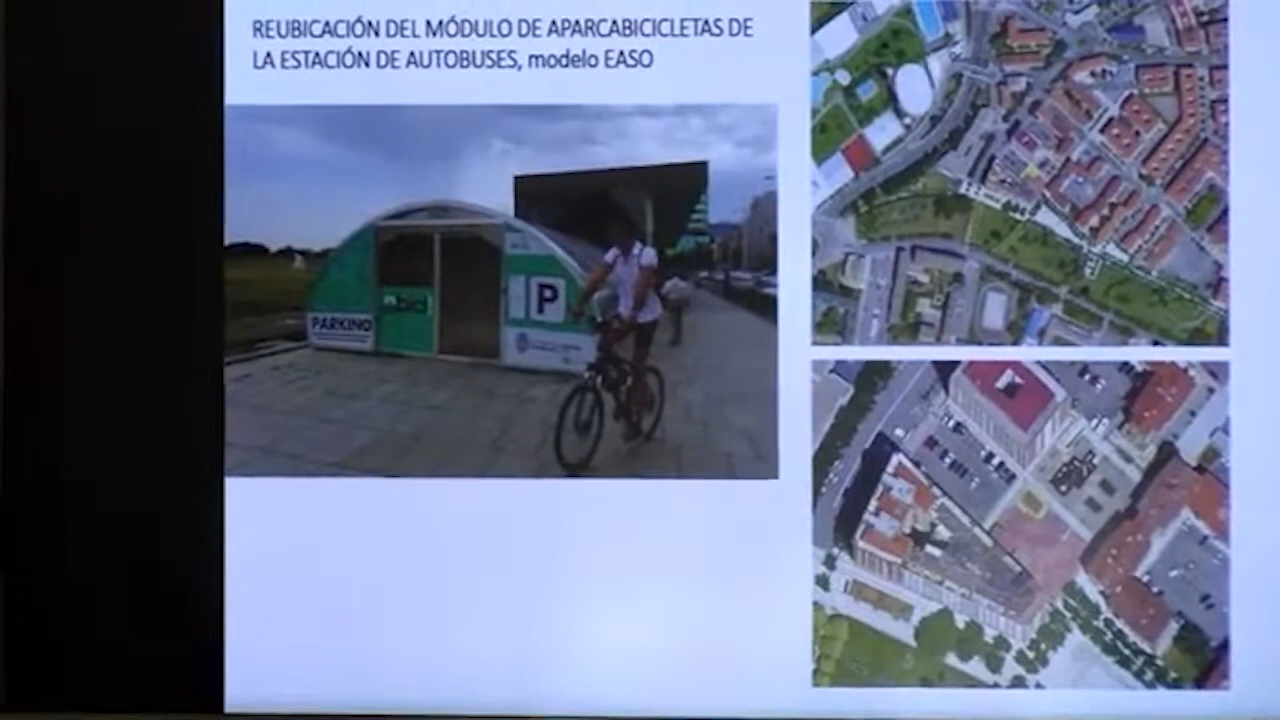 REUBICACIÓN DEL MÓDULO DE APARCABICICLETAS DE
LA ESTACIÓN DE AUTOBUSES, modelo EASO
P
PARKING